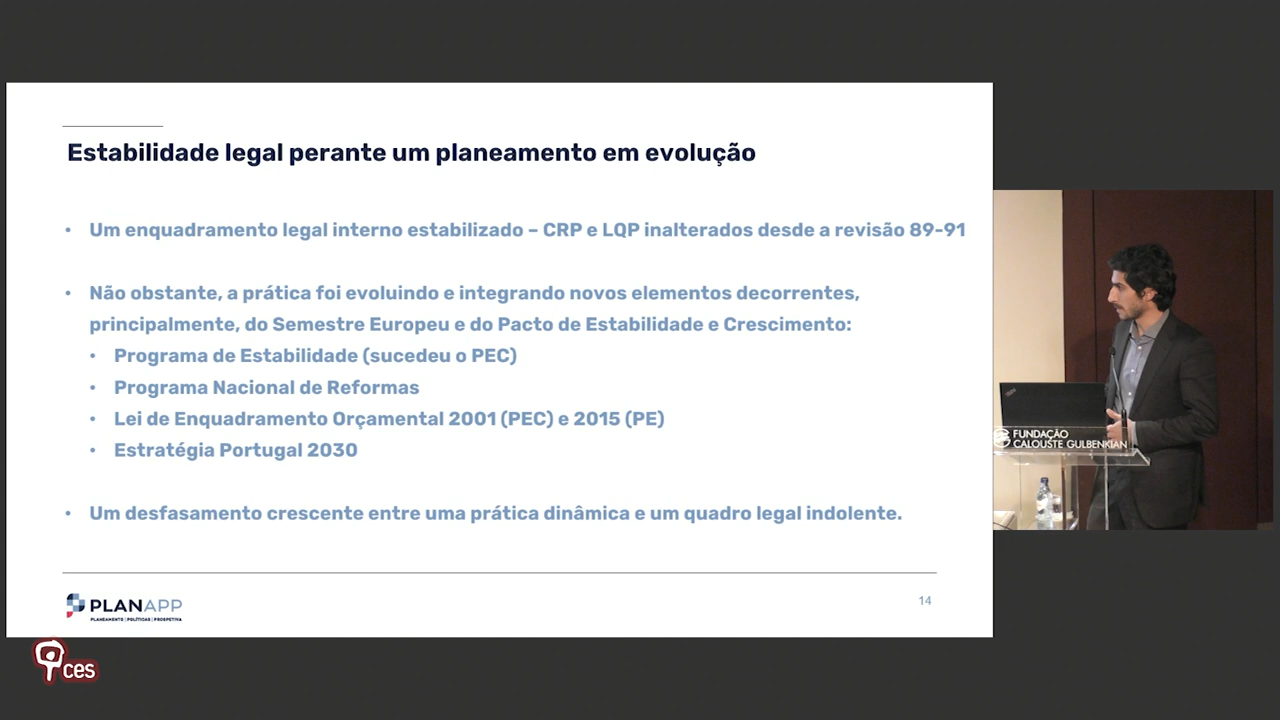 Estabilidade legal perante um planeamento em evolução
• Um enquadramento legal interno estabilizado – CRP e LQP inalterados desde a revisão 89-91
• Não obstante, a prática foi evoluindo e integrando novos elementos decorrentes,
principalmente, do Semestre Europeu e do Pacto de Estabilidade e Crescimento:
• Programa de Estabilidade (sucedeu o PEC)
• Programa Nacional de Reformas
• Lei de Enquadramento Orçamental 2001 (PEC) e 2015 (PE)
• Estratégia Portugal 2030
• Um desfasamento crescente entre uma prática dinâmica e um quadro legal indolente.
PLANAPP
PLANEAMENTO | POLÍTICAS | PROSPETIVA
14
FUNDAÇÃO
CALOUSTE GULBENKIAN
ces